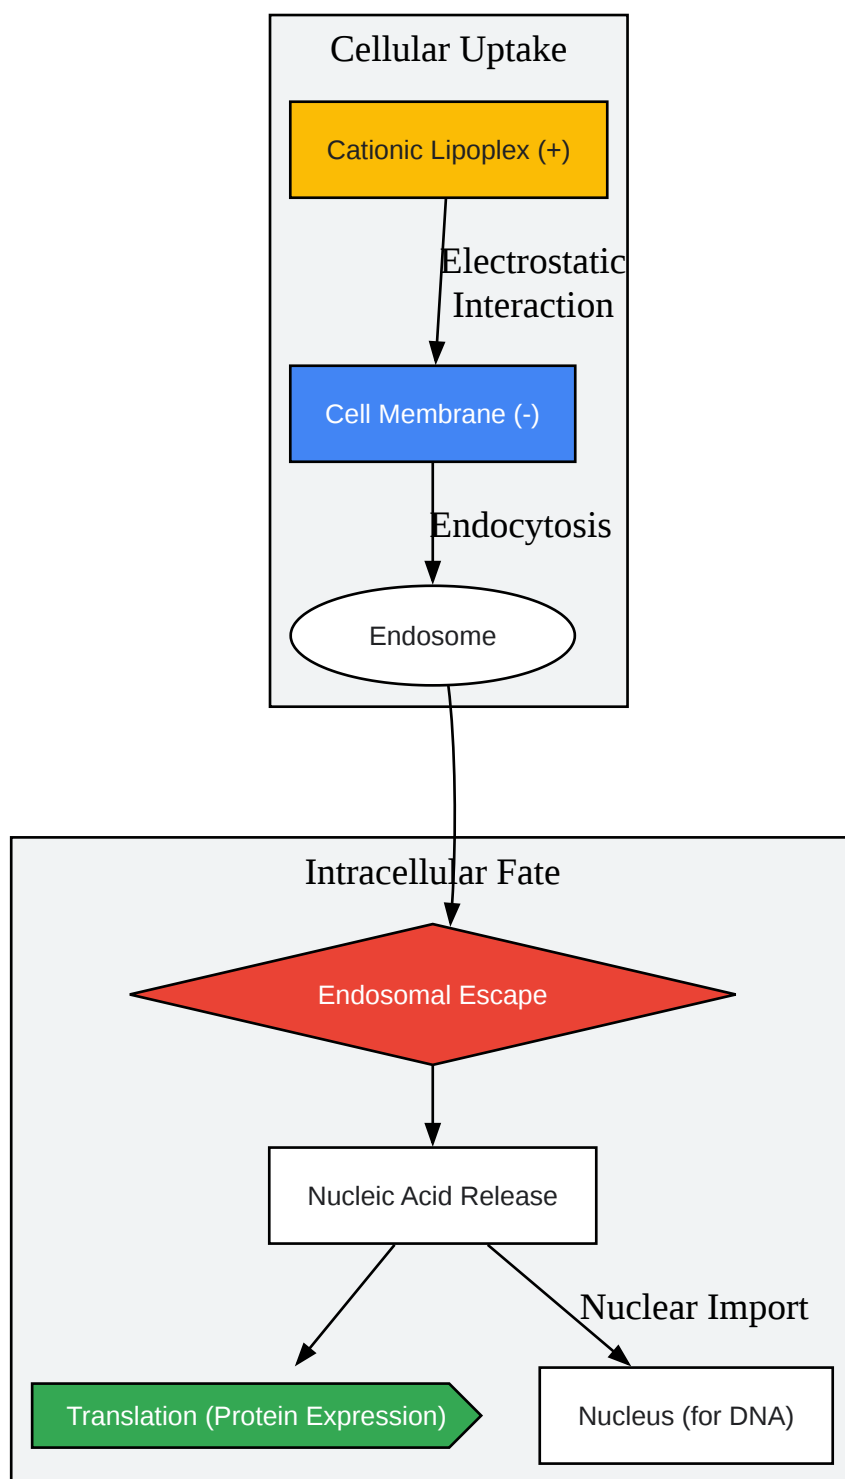 Cellular Uptake
Cationic Lipoplex (+)
Electrostatic
Interaction
Cell Membrane (-)
Endocytosis
Endosome
Intracellular Fate
Endosomal Escape
Nucleic Acid Release
Nuclear Import
Translation (Protein Expression)
Nucleus (for DNA)